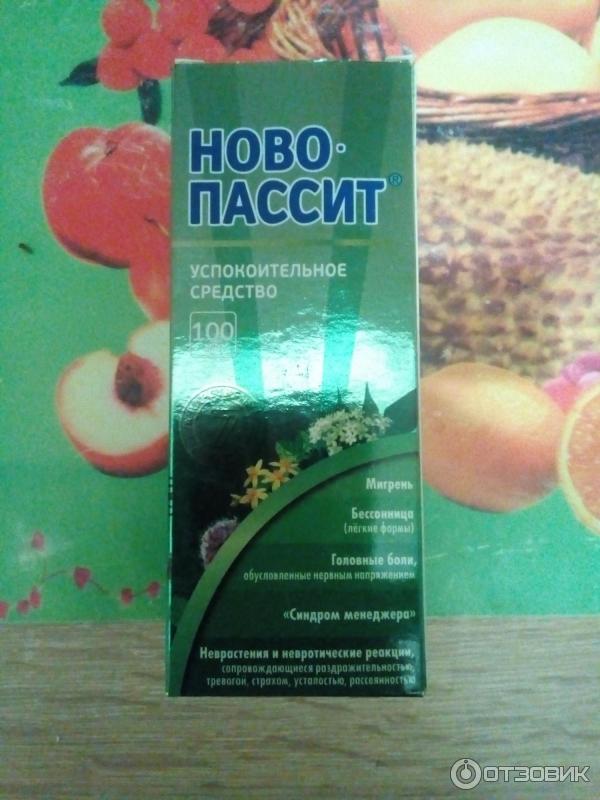 НОВО-
ПАССИТ®
УСПОКОИТЕЛЬНОЕ
СРЕДСТВО
100
Мигрень
Бессонница
(лёгкие формы)
Головные боли,
обусловленные нервным напряжением
«Синдром менеджера»
Неврастения и невротические реакции,
сопровождающиеся раздражительностью,
тревогой, страхом, усталостью, рассеянностью
ОТЗОВИК